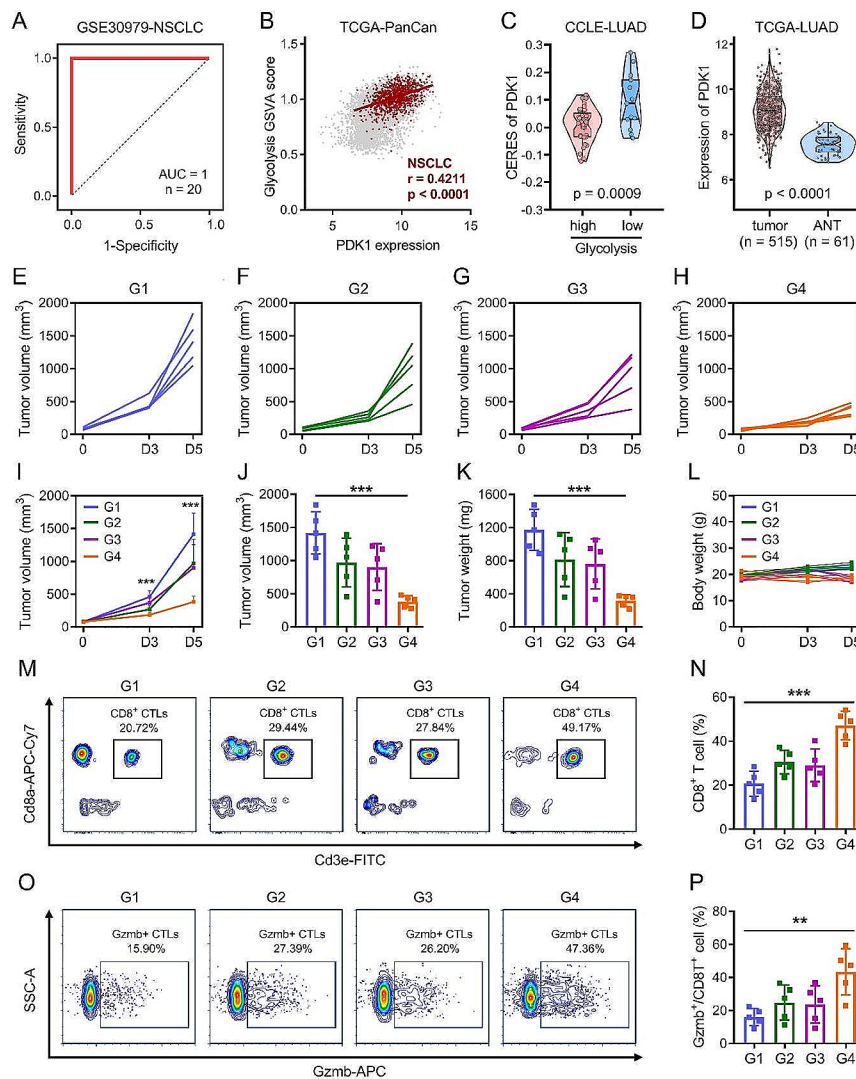 A
GSE30979-NSCLC
Sensitivity
1.0
0.5
0.0
AUC = 1
n = 20
0.0 0.5 1.0
1-Specificity
B
TCGA-PanCan
Glycolysis GSVA score
1.5
1.0
0.5
0.0
NSCLC
r = 0.4211
p < 0.0001
5 10 15
PDK1 expression
C
CCLE-LUAD
CERES of PDK1
0.3
0.2
0.1
0.0
-0.1
-0.3
p = 0.0009
high low
Glycolysis
D
TCGA-LUAD
Expression of PDK1
12
10
8
6
p < 0.0001
tumor ANT
(n = 515) (n = 61)
E
G1
Tumor volume (mm³)
2000
1500
1000
500
0
0 D3 D5
F
G2
Tumor volume (mm³)
2000
1500
1000
500
0
0 D3 D5
G
G3
Tumor volume (mm³)
2000
1500
1000
500
0
0 D3 D5
H
G4
Tumor volume (mm³)
2000
1500
1000
500
0
0 D3 D5
I
Tumor volume (mm³)
2000
1500
1000
500
0
G1
G2
G3
G4
***
***
0 D3 D5
J
Tumor volume (mm³)
2000
1500
1000
500
0
***
G1 G2 G3 G4
K
Tumor weight (mg)
1600
1200
800
400
0
***
G1 G2 G3 G4
L
Body weight (g)
50
40
30
20
10
0
G1
G2
G3
G4
0 D3 D5
M
G1 G2 G3 G4
Cd8a-APC-Cy7
CD8⁺ CTLs
20.72%
CD8⁺ CTLs
29.44%
CD8⁺ CTLs
27.84%
CD8⁺ CTLs
49.17%
Cd3e-FITC
N
CD8⁺ T cell (%)
60
40
20
0
***
G1 G2 G3 G4
O
G1 G2 G3 G4
SSC-A
Gzmb+ CTLs
15.90%
Gzmb+ CTLs
27.39%
Gzmb+ CTLs
26.20%
Gzmb+ CTLs
47.36%
Gzmb-APC
P
Gzmb⁺/CD8T⁺ cell (%)
80
60
40
20
0
**
G1 G2 G3 G4